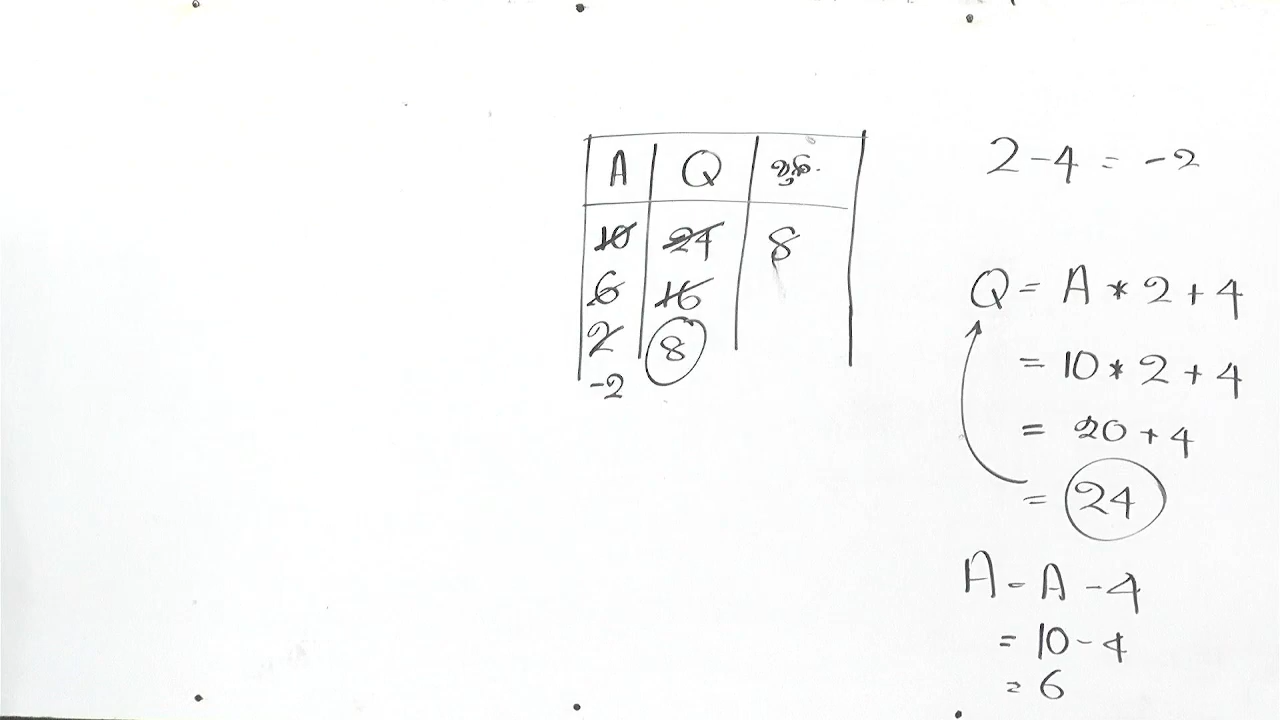 A Q
10 24 8
6 16
2 8
-2
2-4 = -2
Q = A * 2 + 4
= 10 * 2 + 4
= 20 + 4
= 24
A = A - 4
= 10 - 4
= 6